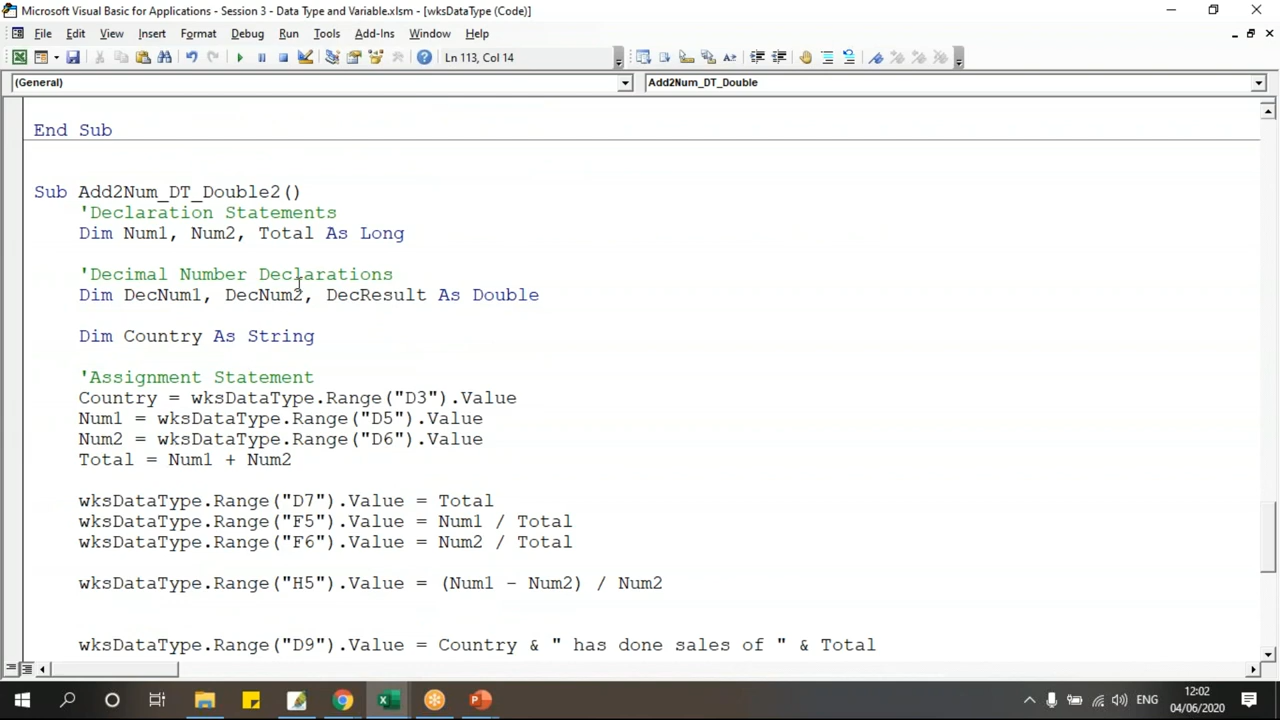 Microsoft Visual Basic for Applications - Session 3 - Data Type and Variable.xlsm - [wksDataType (Code)]
File Edit View Insert Format Debug Run Tools Add-Ins Window Help
Ln 113, Col 14
(General) Add2Num_DT_Double
End Sub
Sub Add2Num_DT_Double2()
'Declaration Statements
Dim Num1, Num2, Total As Long
'Decimal Number Declarations
Dim DecNum1, DecNum2, DecResult As Double
Dim Country As String
'Assignment Statement
Country = wksDataType.Range("D3").Value
Num1 = wksDataType.Range("D5").Value
Num2 = wksDataType.Range("D6").Value
Total = Num1 + Num2
wksDataType.Range("D7").Value = Total
wksDataType.Range("F5").Value = Num1 / Total
wksDataType.Range("F6").Value = Num2 / Total
wksDataType.Range("H5").Value = (Num1 - Num2) / Num2
wksDataType.Range("D9").Value = Country & " has done sales of " & Total
ENG
12:02
04/06/2020